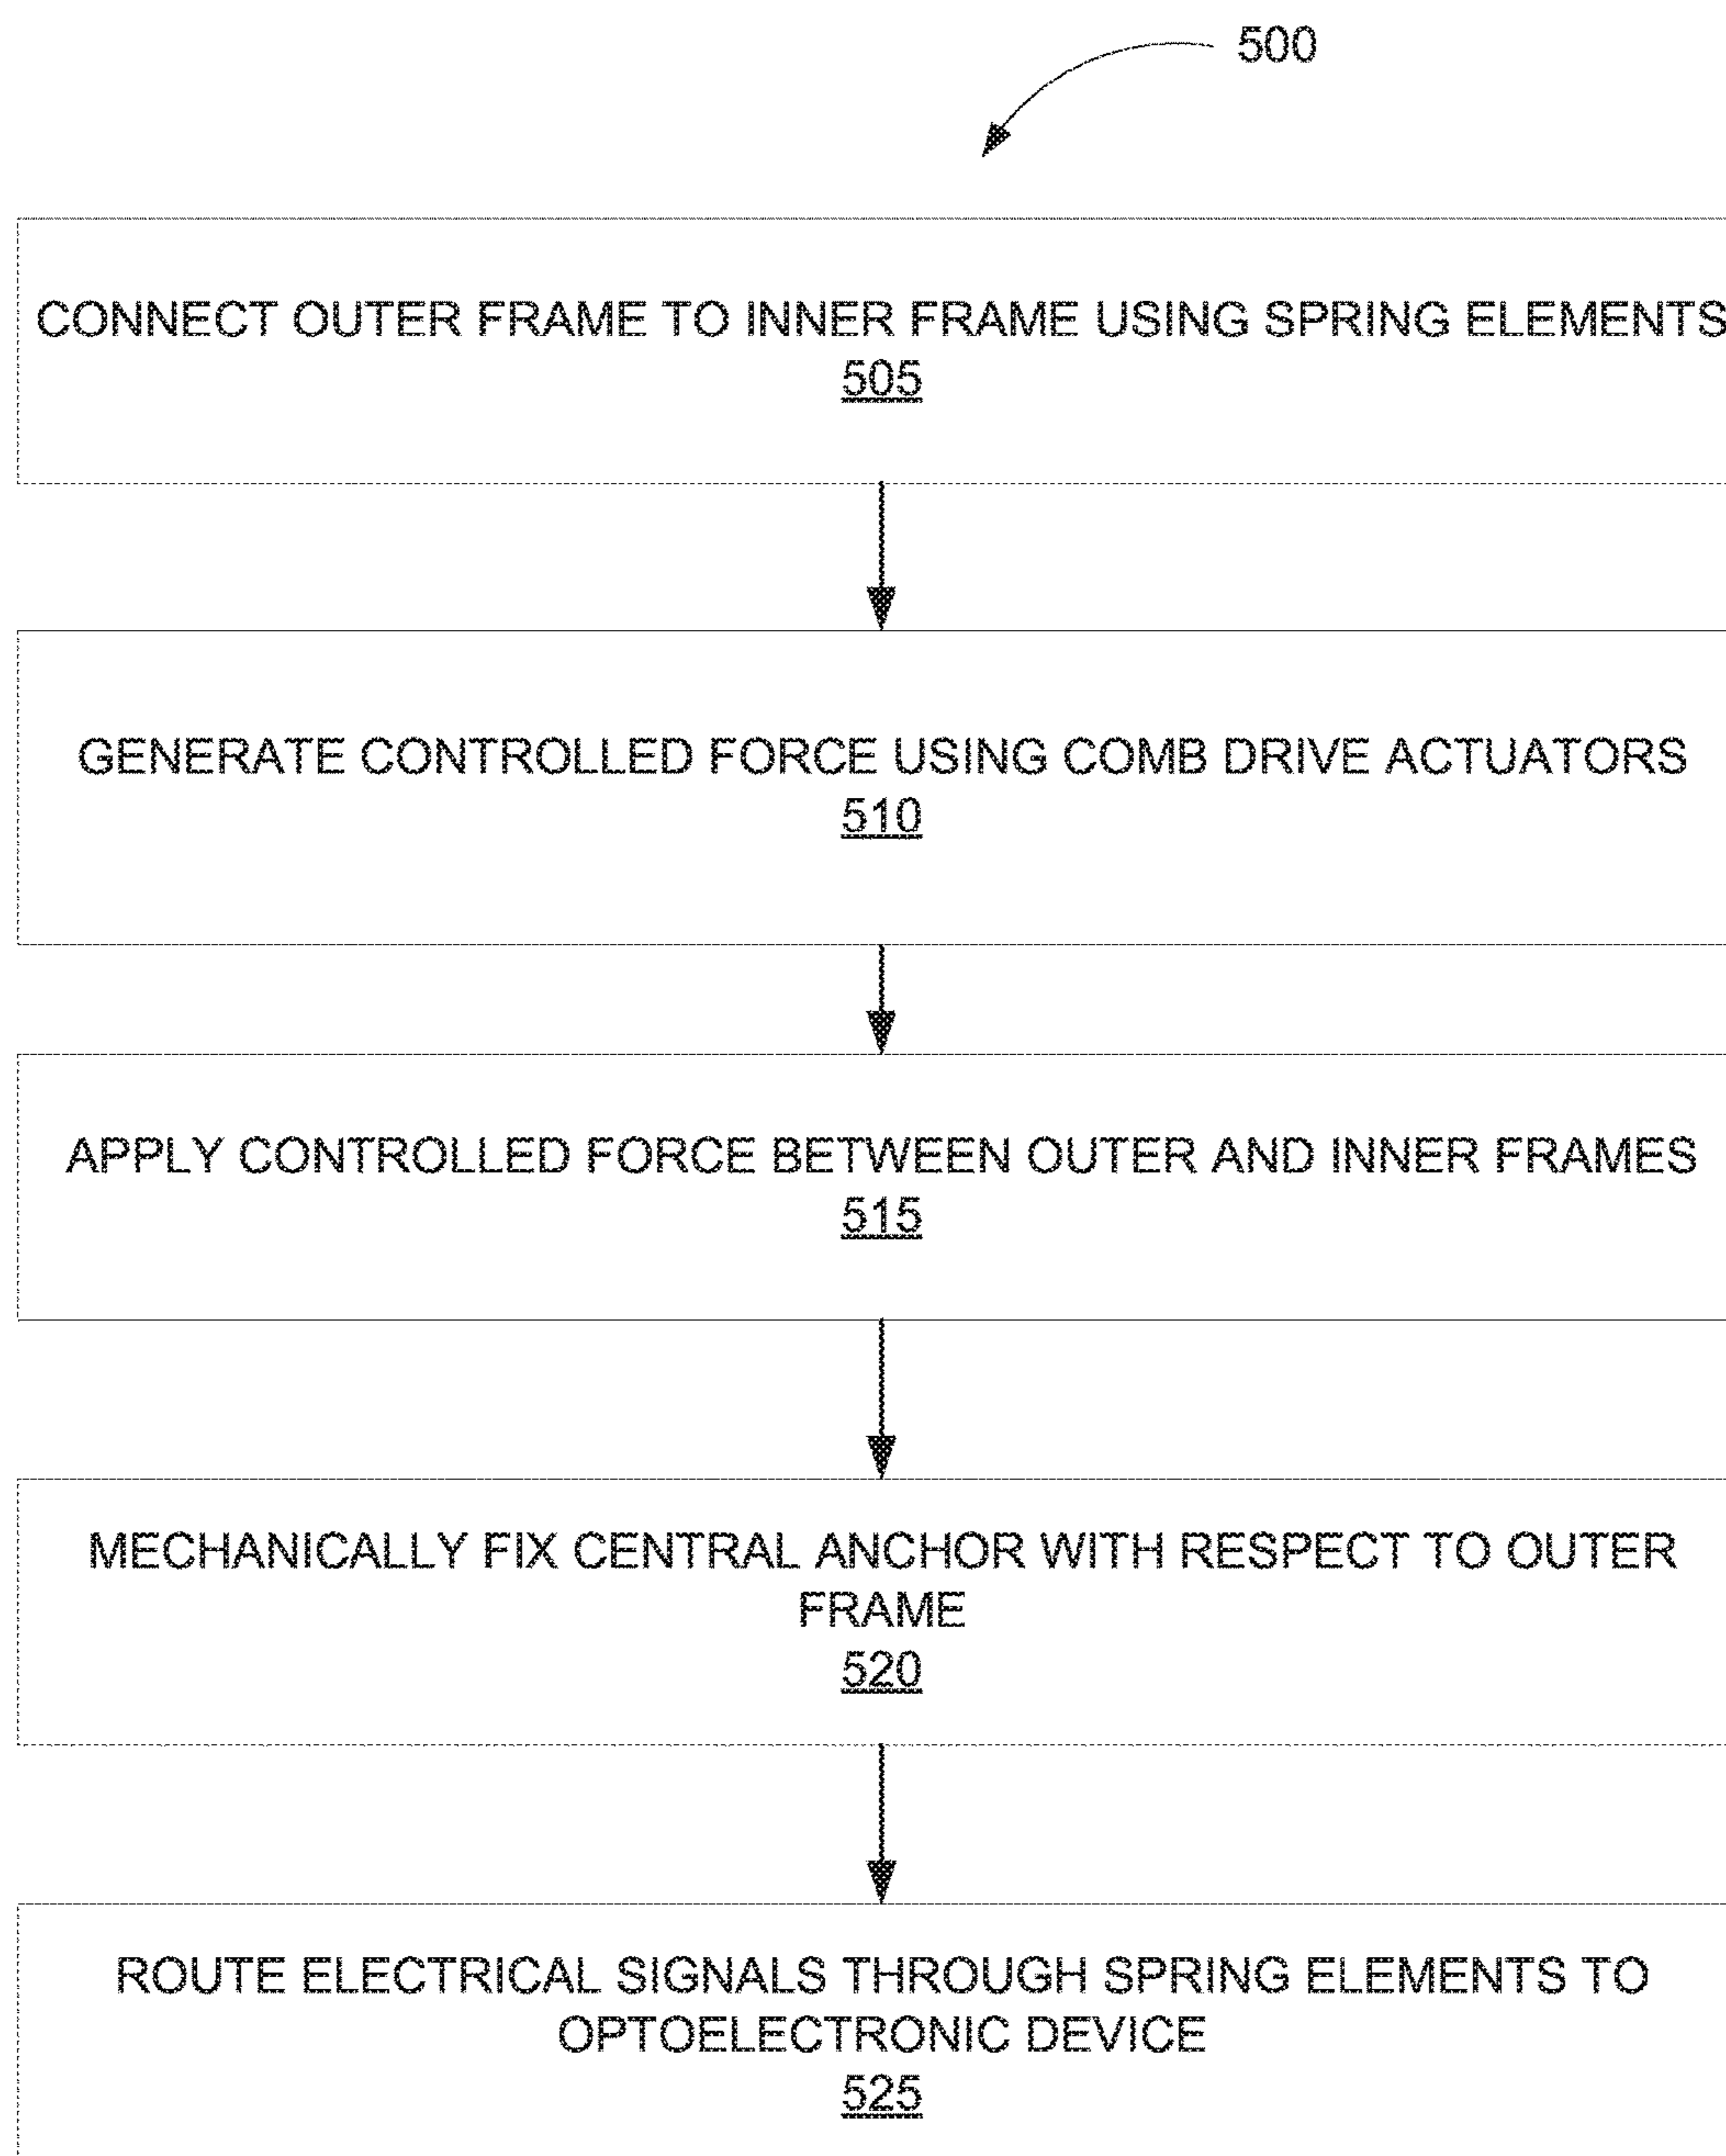 500
CONNECT OUTER FRAME TO INNER FRAME USING SPRING ELEMENTS
505
GENERATE CONTROLLED FORCE USING COMB DRIVE ACTUATORS
510
APPLY CONTROLLED FORCE BETWEEN OUTER AND INNER FRAMES
515
MECHANICALLY FIX CENTRAL ANCHOR WITH RESPECT TO OUTER
FRAME
520
ROUTE ELECTRICAL SIGNALS THROUGH SPRING ELEMENTS TO
OPTOELECTRONIC DEVICE
525